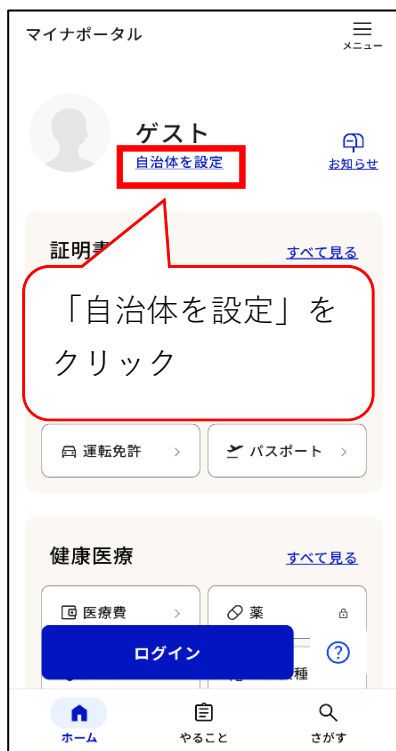 マイナポータル
メニュー
ゲスト
自治体を設定
お知らせ
証明
すべて見る
「自治体を設定」を
クリック
運転免許
パスポート
健康医療
すべて見る
医療費
薬
ログイン
?
種
ホーム
やること
さがす